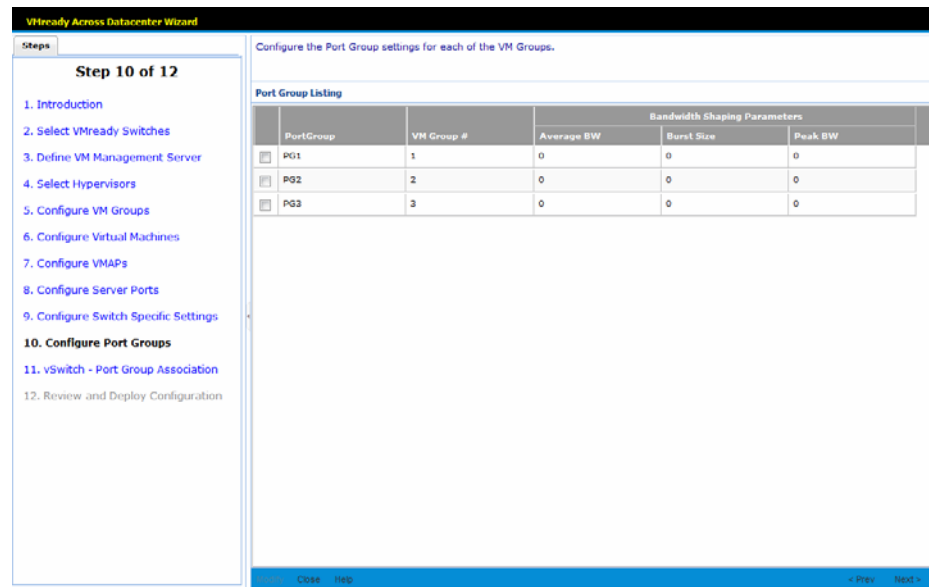 VMready Across Datacenter Wizard
Steps
Step 10 of 12
1. Introduction
2. Select VMready Switches
3. Define VM Management Server
4. Select Hypervisors
5. Configure VM Groups
6. Configure Virtual Machines
7. Configure VMAPs
8. Configure Server Ports
9. Configure Switch Specific Settings
10. Configure Port Groups
11. vSwitch - Port Group Association
12. Review and Deploy Configuration
Configure the Port Group settings for each of the VM Groups.
Port Group Listing
Bandwidth Shaping Parameters
PortGroup VM Group # Average BW Burst Size Peak BW
PG1 1 0 0 0
PG2 2 0 0 0
PG3 3 0 0 0
Modify Close Help < Prev Next >